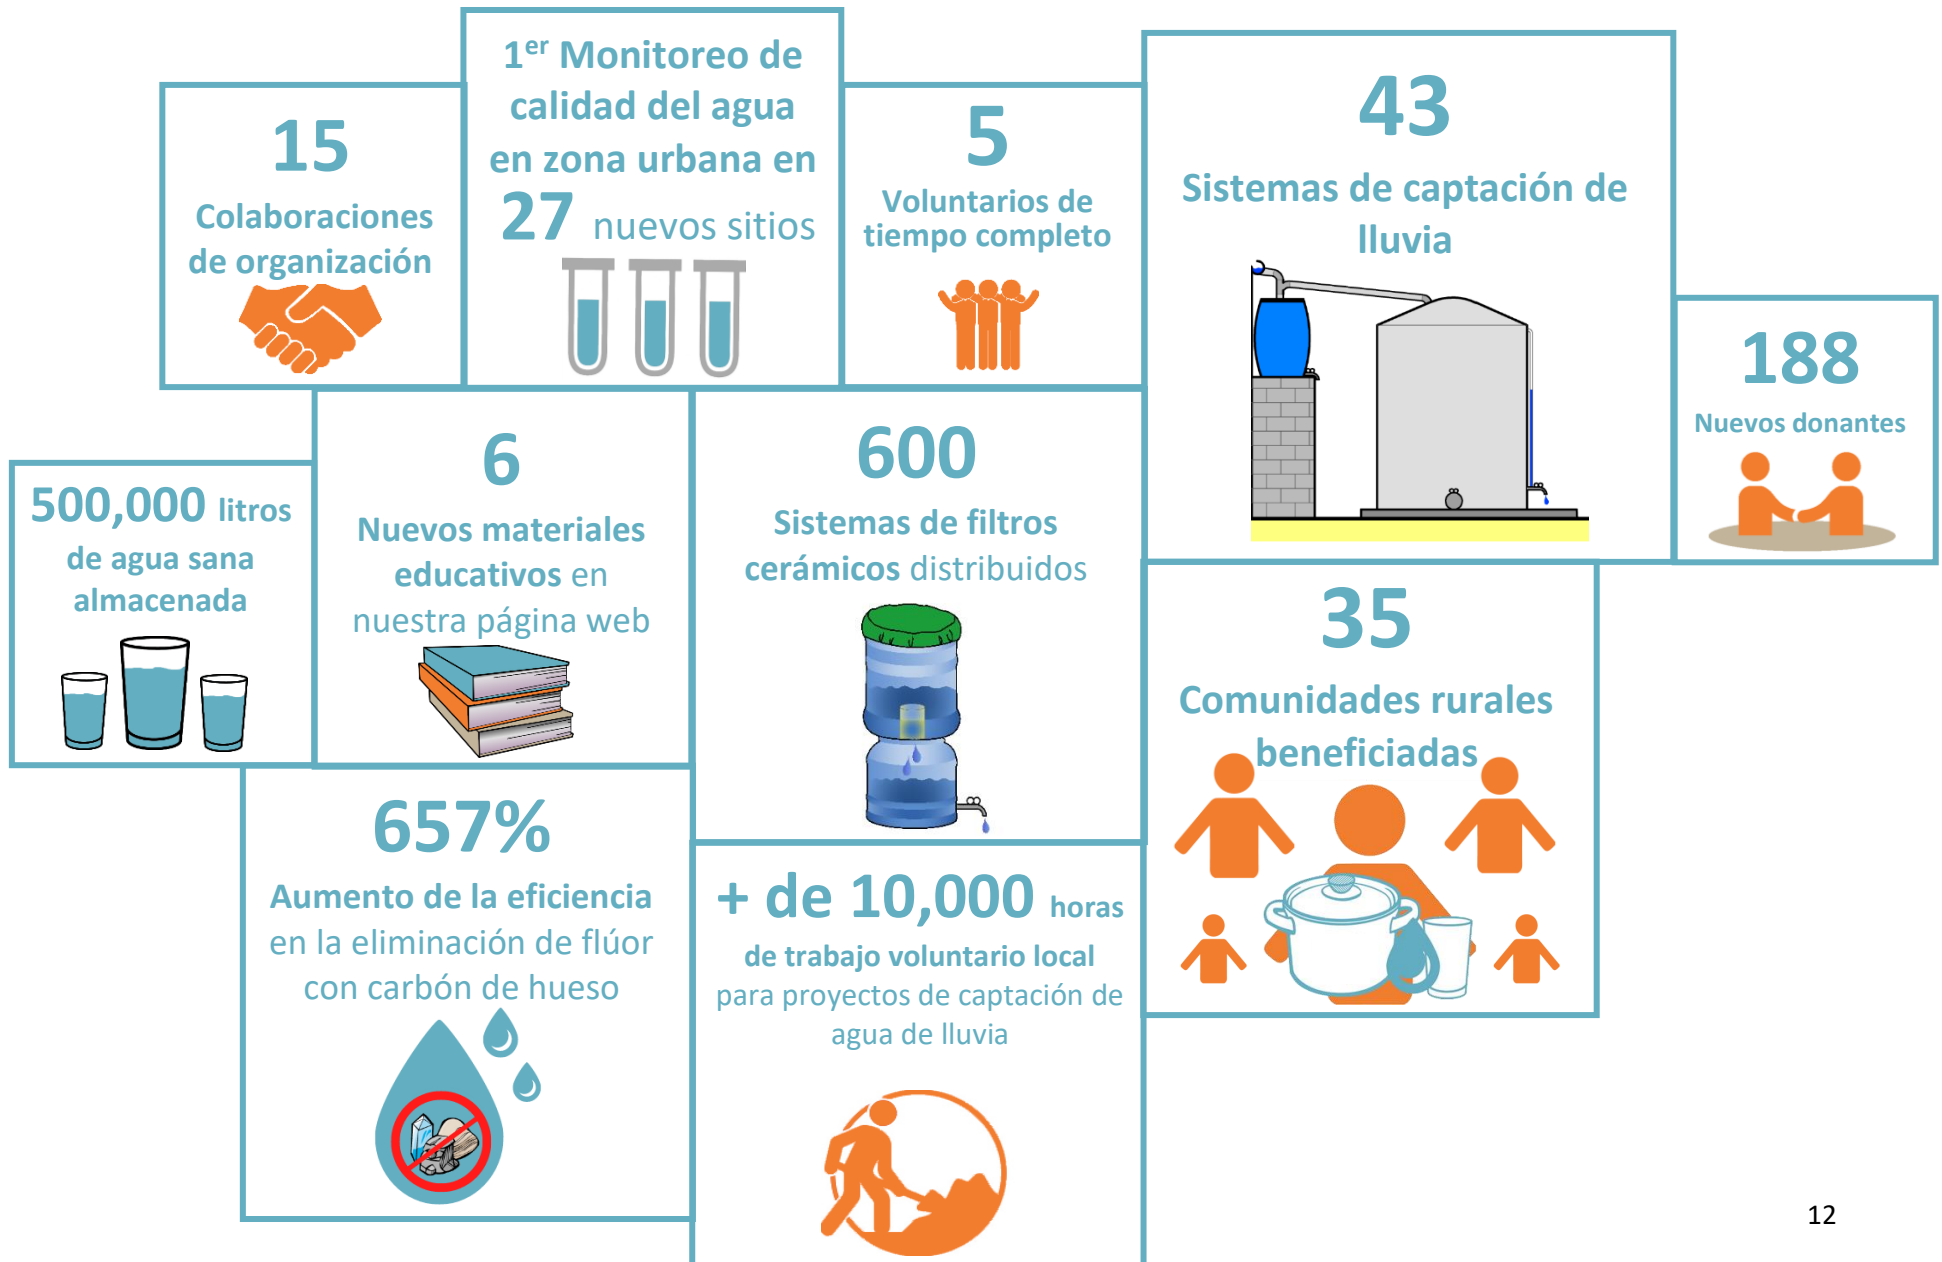 15
Colaboraciones
de organización
1er Monitoreo de
calidad del agua
en zona urbana en
27 nuevos sitios
5
Voluntarios de
tiempo completo
43
Sistemas de captación de
lluvia
188
Nuevos donantes
500,000 litros
de agua sana
almacenada
6
Nuevos materiales
educativos en
nuestra página web
600
Sistemas de filtros
cerámicos distribuidos
35
Comunidades rurales
beneficiadas
657%
Aumento de la eficiencia
en la eliminación de flúor
con carbón de hueso
+ de 10,000 horas
de trabajo voluntario local
para proyectos de captación de
agua de lluvia
12